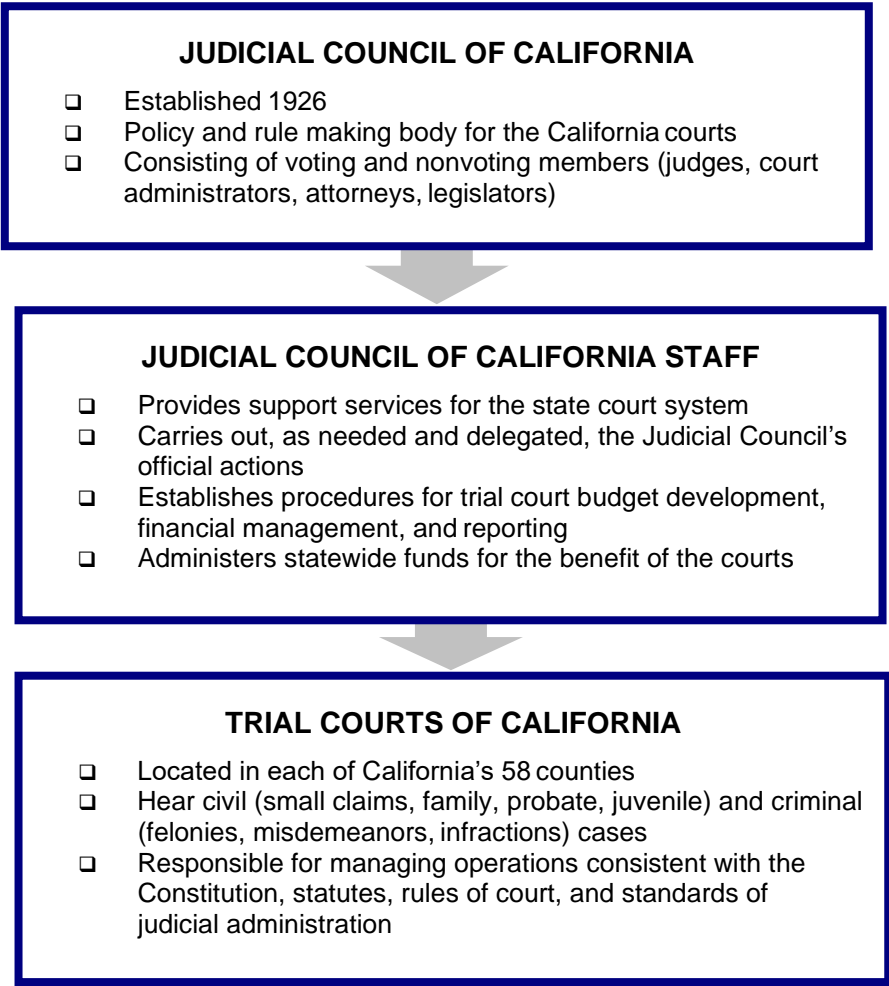 JUDICIAL COUNCIL OF CALIFORNIA
❑ Established 1926
❑ Policy and rule making body for the California courts
❑ Consisting of voting and nonvoting members (judges, court
administrators, attorneys, legislators)
JUDICIAL COUNCIL OF CALIFORNIA STAFF
❑ Provides support services for the state court system
❑ Carries out, as needed and delegated, the Judicial Council’s
official actions
❑ Establishes procedures for trial court budget development,
financial management, and reporting
❑ Administers statewide funds for the benefit of the courts
TRIAL COURTS OF CALIFORNIA
❑ Located in each of California’s 58 counties
❑ Hear civil (small claims, family, probate, juvenile) and criminal
(felonies, misdemeanors, infractions) cases
❑ Responsible for managing operations consistent with the
Constitution, statutes, rules of court, and standards of
judicial administration